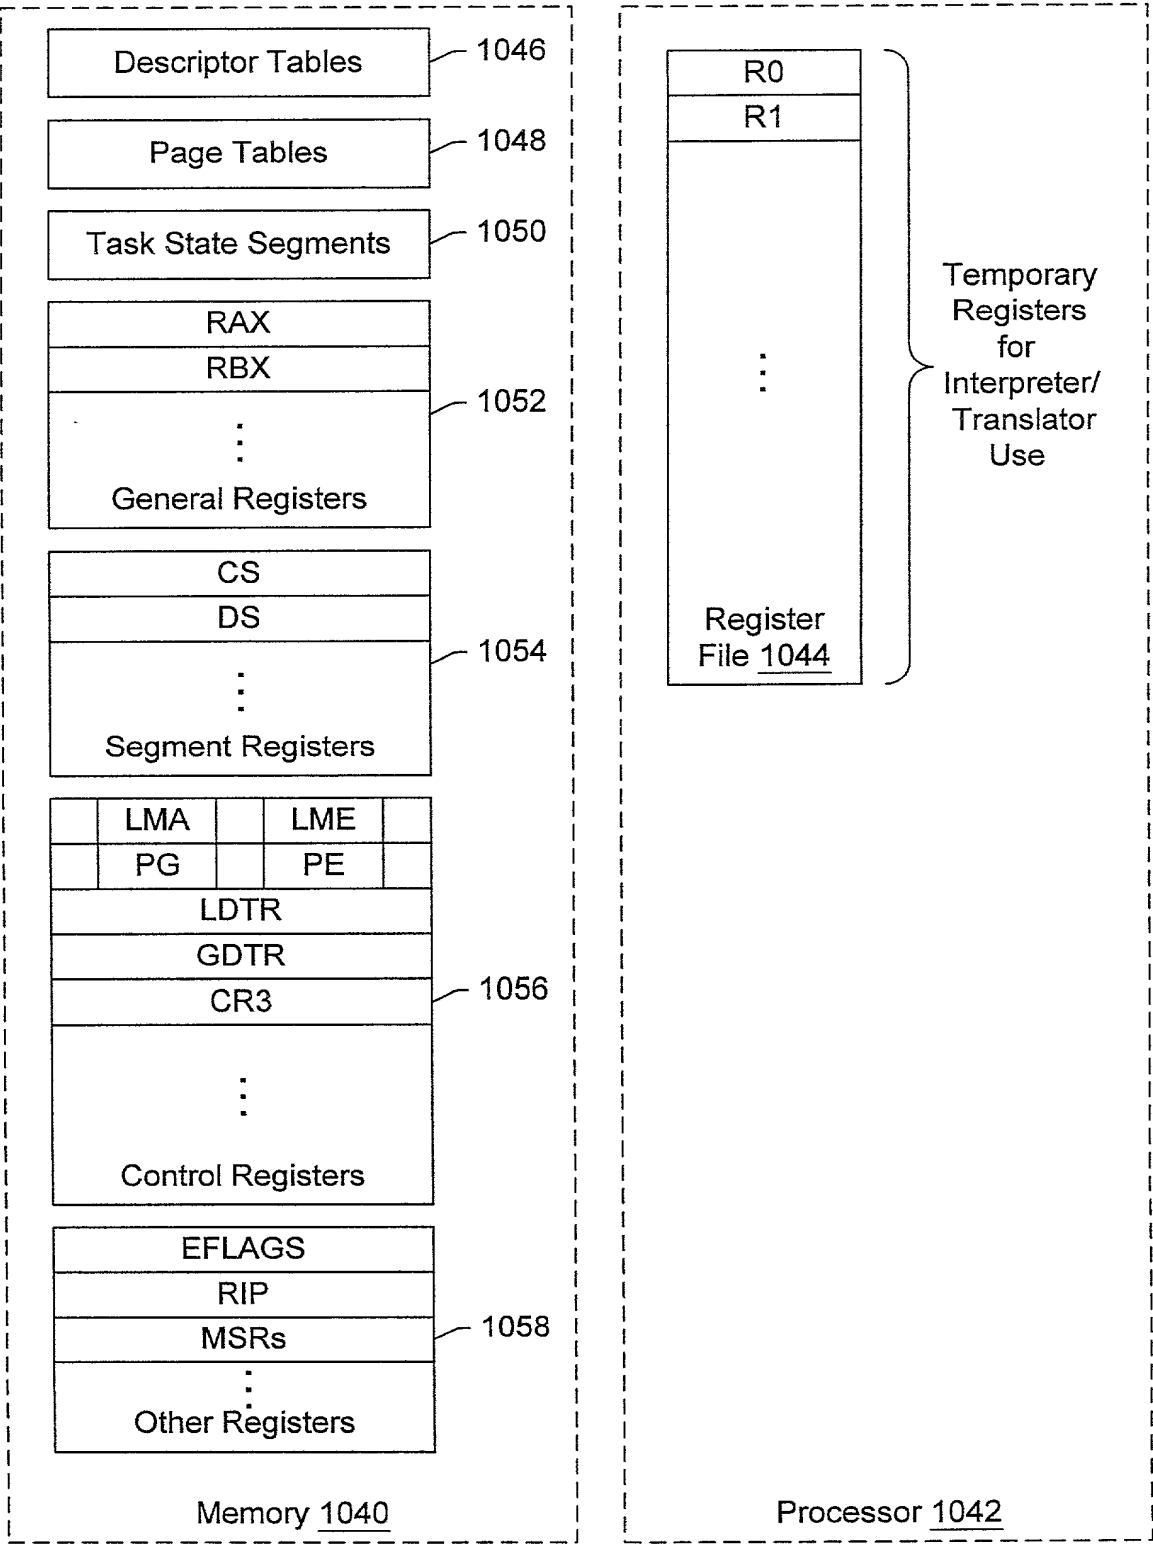 Descriptor Tables
1046
Page Tables
1048
Task State Segments
1050
RAX
RBX
1052
General Registers
CS
DS
1054
Segment Registers
LMA LME
PG PE
LDTR
GDTR
CR3
1056
Control Registers
EFLAGS
RIP
MSRs
1058
Other Registers
Memory 1040
R0
R1
Register
File 1044
Temporary
Registers
for
Interpreter/
Translator
Use
Processor 1042